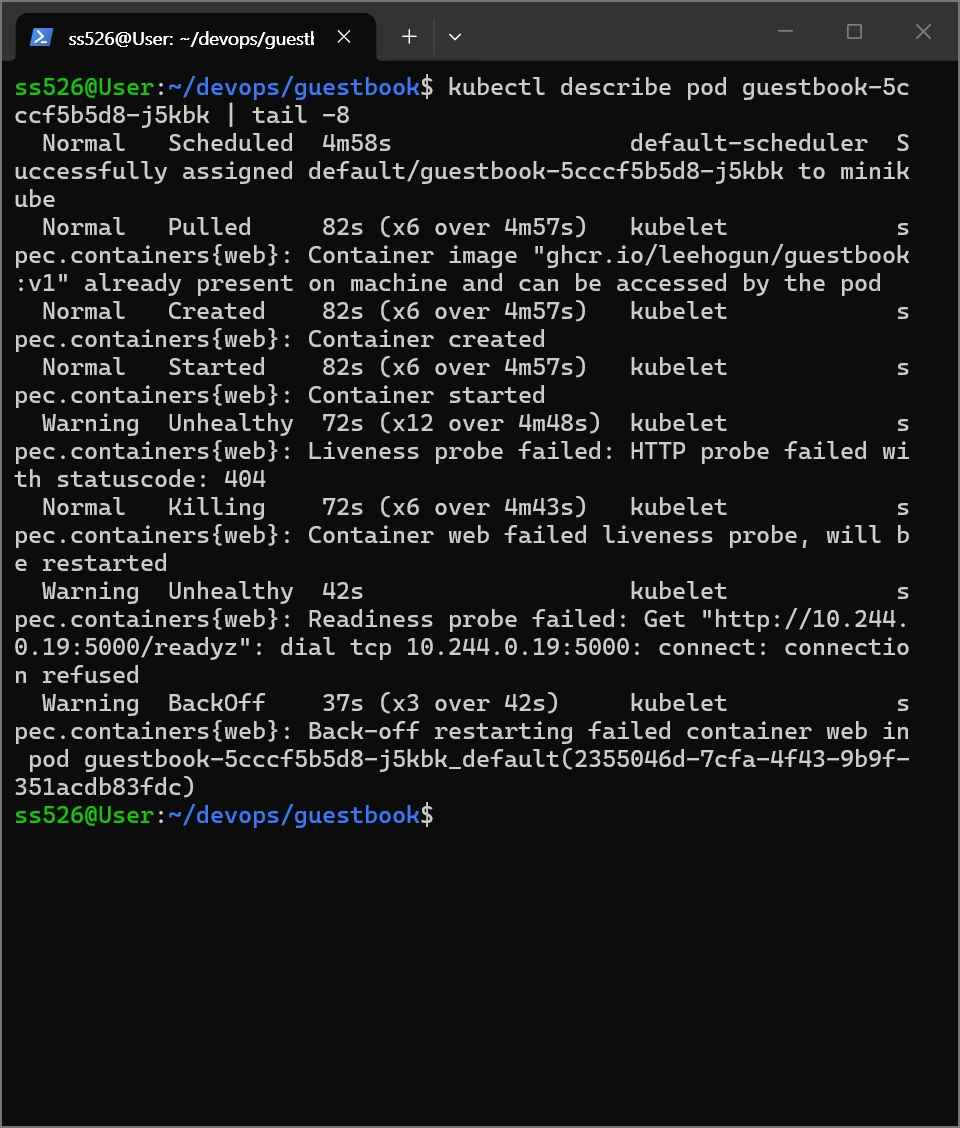 ss526@User: ~/devops/guestl
ss526@User:~/devops/guestbook$ kubectl describe pod guestbook-5c
ccf5b5d8-j5kbk | tail -8
  Normal   Scheduled  4m58s                 default-scheduler  S
uccessfully assigned default/guestbook-5cccf5b5d8-j5kbk to minik
ube
  Normal   Pulled     82s (x6 over 4m57s)   kubelet            s
pec.containers{web}: Container image "ghcr.io/leehogun/guestbook
:v1" already present on machine and can be accessed by the pod
  Normal   Created    82s (x6 over 4m57s)   kubelet            s
pec.containers{web}: Container created
  Normal   Started    82s (x6 over 4m57s)   kubelet            s
pec.containers{web}: Container started
  Warning  Unhealthy  72s (x12 over 4m48s)  kubelet            s
pec.containers{web}: Liveness probe failed: HTTP probe failed wi
th statuscode: 404
  Normal   Killing    72s (x6 over 4m43s)   kubelet            s
pec.containers{web}: Container web failed liveness probe, will b
e restarted
  Warning  Unhealthy  42s                   kubelet            s
pec.containers{web}: Readiness probe failed: Get "http://10.244.
0.19:5000/readyz": dial tcp 10.244.0.19:5000: connect: connectio
n refused
  Warning  BackOff    37s (x3 over 42s)     kubelet            s
pec.containers{web}: Back-off restarting failed container web in
 pod guestbook-5cccf5b5d8-j5kbk_default(2355046d-7cfa-4f43-9b9f-
351acdb83fdc)
ss526@User:~/devops/guestbook$